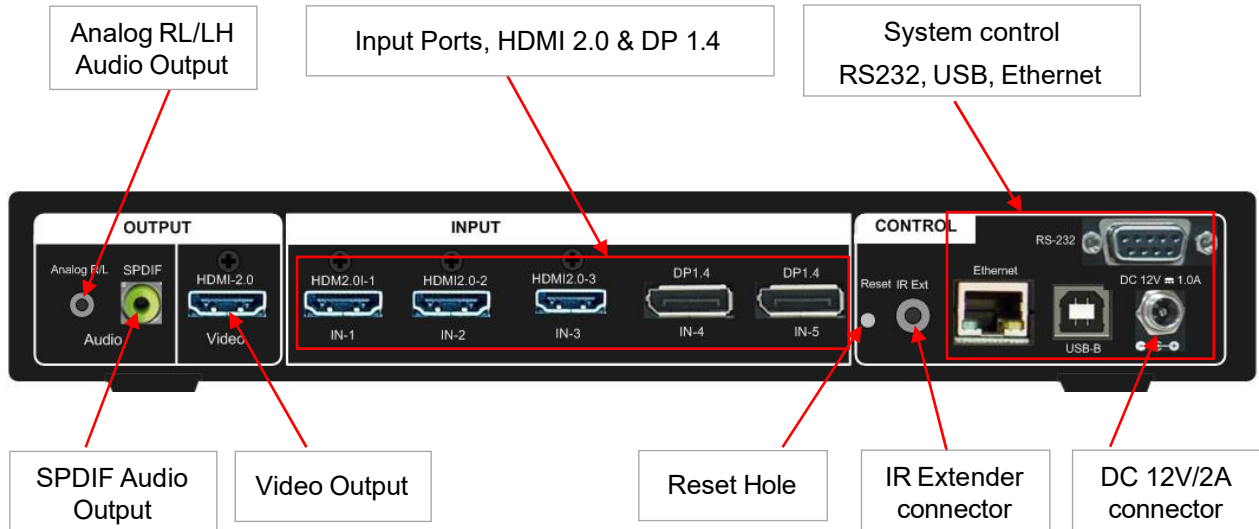 Analog RL/LH
Audio Output
Input Ports, HDMI 2.0 & DP 1.4
System control
RS232, USB, Ethernet
OUTPUT
INPUT
CONTROL
Analog R/L
SPDIF
HDMI-2.0
HDM2.0I-1
HDMI2.0-2
HDMI2.0-3
DP1.4
DP1.4
Reset
IR Ext
RS-232
Ethernet
DC 12V ⎓ 1.0A
Audio
Video
IN-1
IN-2
IN-3
IN-4
IN-5
USB-B
SPDIF Audio
Output
Video Output
Reset Hole
IR Extender
connector
DC 12V/2A
connector